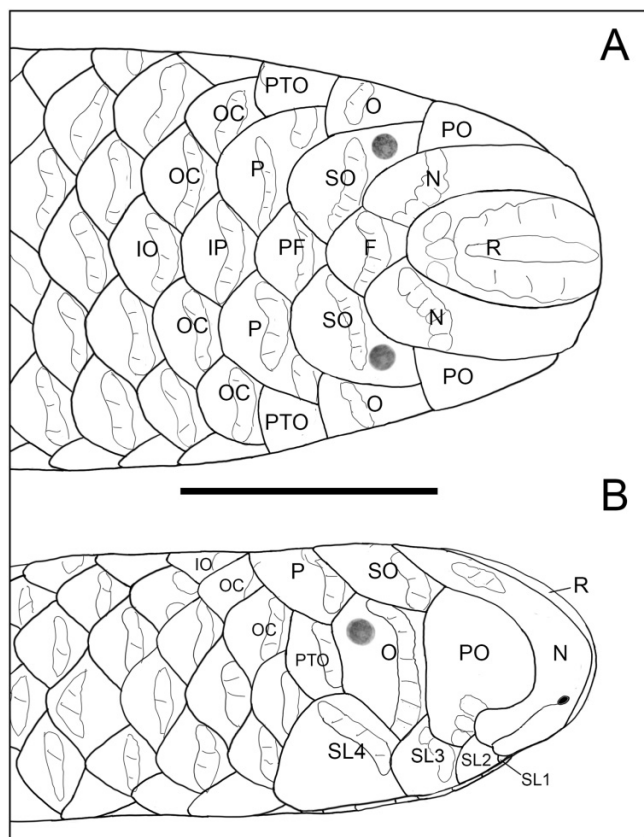 A
PTO O PO
OC
OC P SO N
IO IP PF F R
OC P SO N
OC PTO O PO
B
IO OC P SO R
OC PTO O PO N
SL4 SL3 SL2 SL1